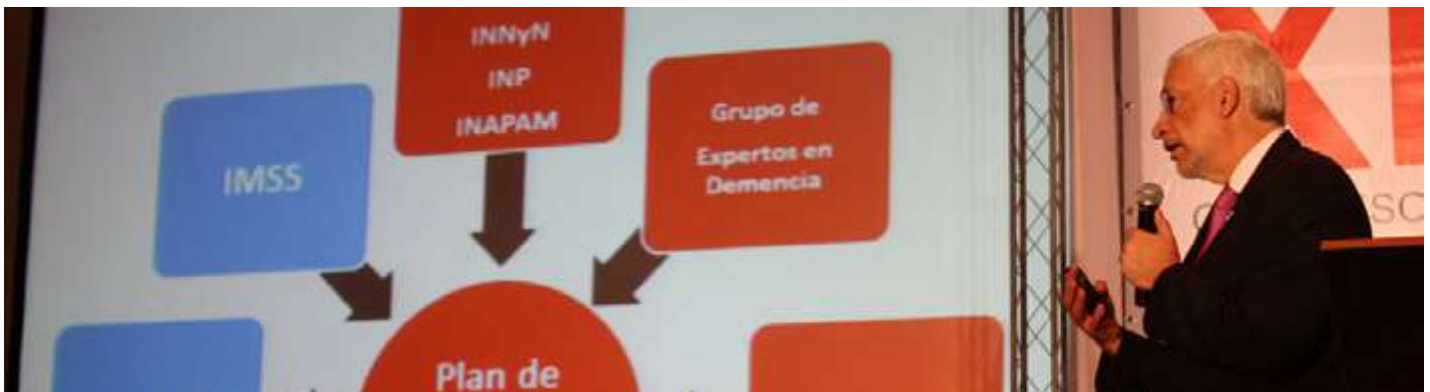 INNyN
INP
INAPAM
Grupo de
Expertos en
Demencia
IMSS
Plan de